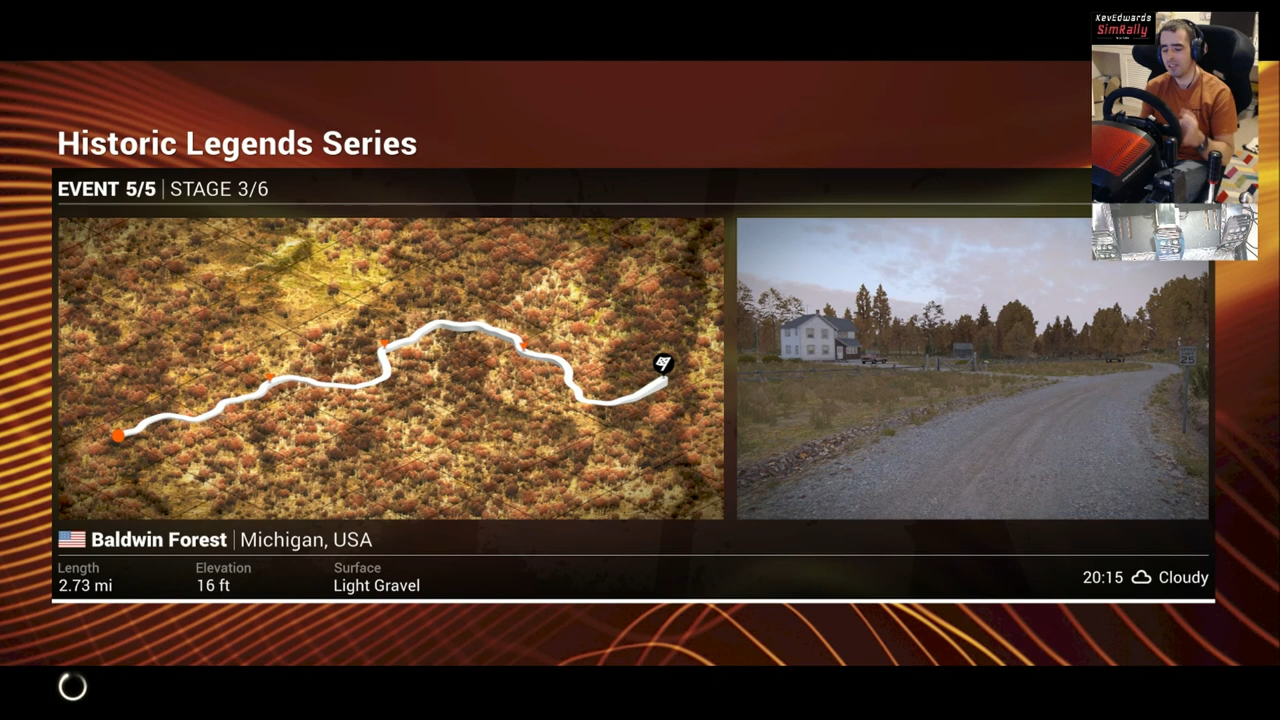 KevEdwards
SimRally
Historic Legends Series
EVENT 5/5 | STAGE 3/6
25
Baldwin Forest | Michigan, USA
Length
2.73 mi
Elevation
16 ft
Surface
Light Gravel
20:15 Cloudy